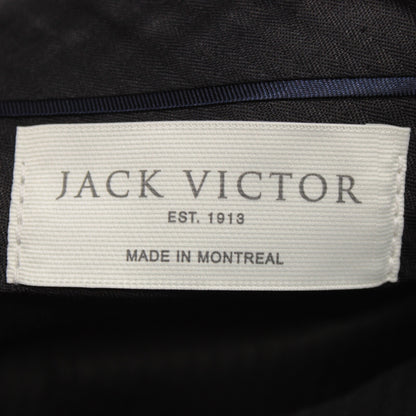 JACK VICTOR
EST. 1913
MADE IN MONTREAL